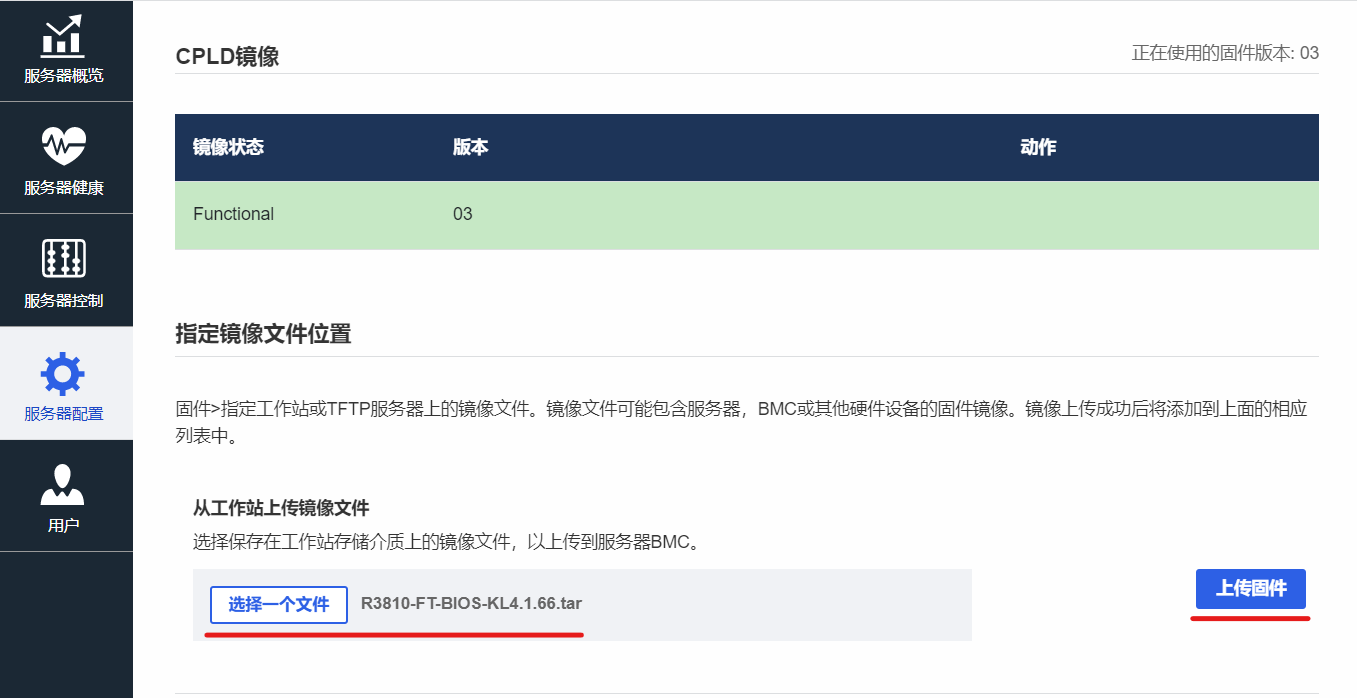 服务器概览
服务器健康
服务器控制
服务器配置
用户
CPLD镜像
正在使用的固件版本: 03
镜像状态 版本 动作
Functional 03
指定镜像文件位置
固件>指定工作站或TFTP服务器上的镜像文件。镜像文件可能包含服务器，BMC或其他硬件设备的固件镜像。镜像上传成功后将添加到上面的相应
列表中。
从工作站上传镜像文件
选择保存在工作站存储介质上的镜像文件，以上传到服务器BMC。
选择一个文件 R3810-FT-BIOS-KL4.1.66.tar
上传固件